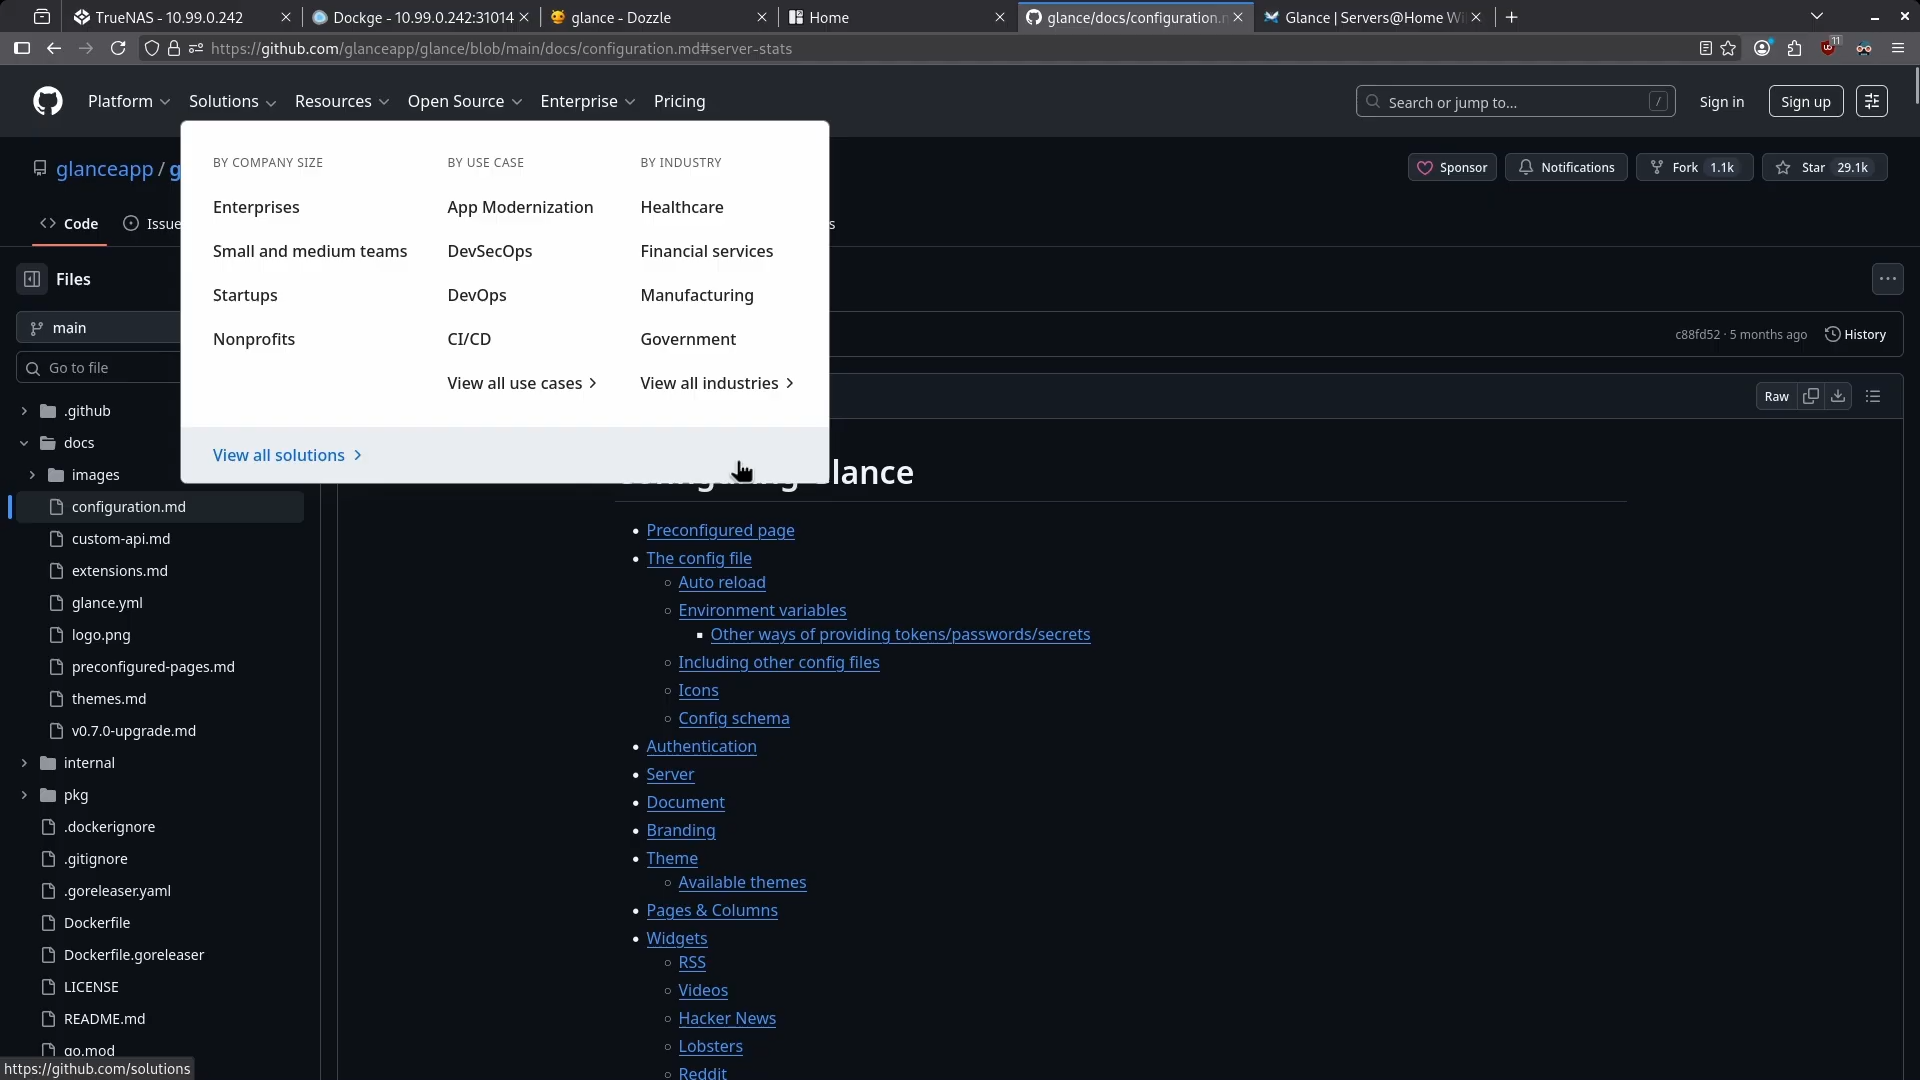 TrueNAS - 10.99.0.242
Dockge - 10.99.0.242:31014
glance - Dozzle
Home
glance/docs/configuration.m
Glance | Servers@Home Wi
https://github.com/glanceapp/glance/blob/main/docs/configuration.md#server-stats
11
Platform
Solutions
Resources
Open Source
Enterprise
Pricing
Search or jump to...
/
Sign in
Sign up
BY COMPANY SIZE
Enterprises
Small and medium teams
Startups
Nonprofits
BY USE CASE
App Modernization
DevSecOps
DevOps
CI/CD
View all use cases
BY INDUSTRY
Healthcare
Financial services
Manufacturing
Government
View all industries
View all solutions
glanceapp / g
Sponsor
Notifications
Fork 1.1k
Star 29.1k
Code
Issue
s
Files
main
Go to file
.github
docs
images
configuration.md
custom-api.md
extensions.md
glance.yml
logo.png
preconfigured-pages.md
themes.md
v0.7.0-upgrade.md
internal
pkg
.dockerignore
.gitignore
.goreleaser.yaml
Dockerfile
Dockerfile.goreleaser
LICENSE
README.md
go.mod
https://github.com/solutions
c88fd52 · 5 months ago
History
Raw
Configuring Glance
Preconfigured page
The config file
Auto reload
Environment variables
Other ways of providing tokens/passwords/secrets
Including other config files
Icons
Config schema
Authentication
Server
Document
Branding
Theme
Available themes
Pages & Columns
Widgets
RSS
Videos
Hacker News
Lobsters
Reddit